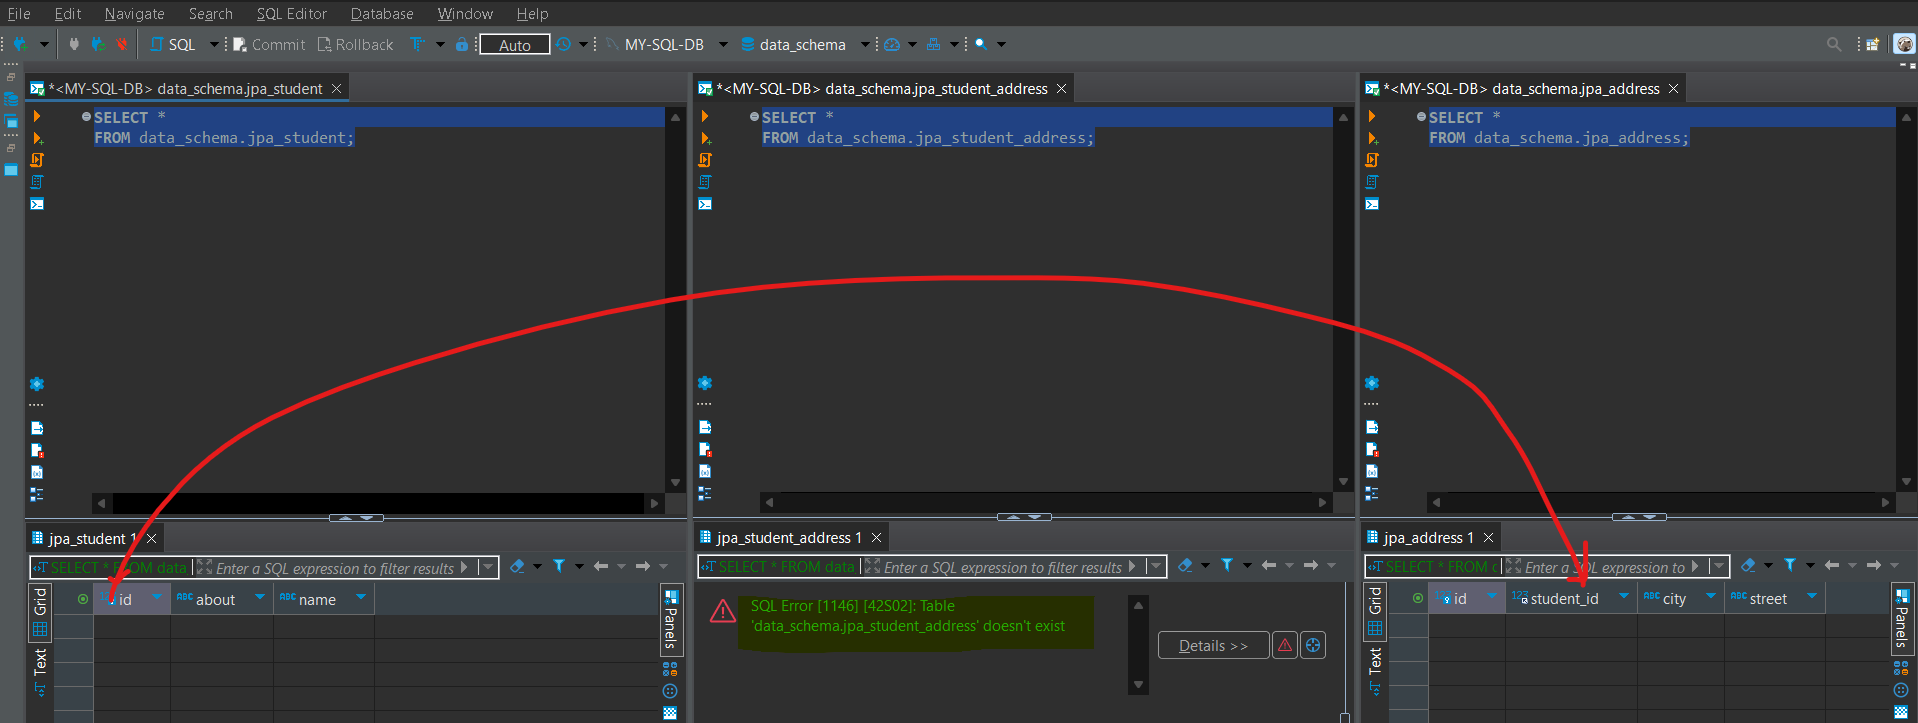 File Edit Navigate Search SQL Editor Database Window Help
SQL Commit Rollback Auto MY-SQL-DB data_schema
*<MY-SQL-DB> data_schema.jpa_student
SELECT *
FROM data_schema.jpa_student;
jpa_student 1
SELECT * FROM data Enter a SQL expression to filter results
Grid
Text
id about name
Panels
*<MY-SQL-DB> data_schema.jpa_student_address
SELECT *
FROM data_schema.jpa_student_address;
jpa_student_address 1
SELECT * FROM data Enter a SQL expression to filter results
SQL Error [1146] [42S02]: Table
'data_schema.jpa_student_address' doesn't exist
Details >>
*<MY-SQL-DB> data_schema.jpa_address
SELECT *
FROM data_schema.jpa_address;
jpa_address 1
SELECT * FROM Enter a SQL expression to
Grid
Text
id 123 student_id ABC city ABC street
Panels